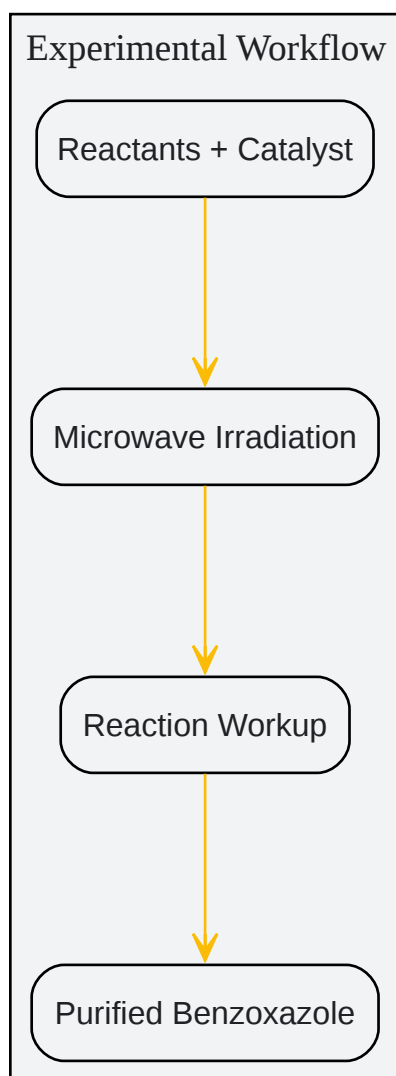 Experimental Workflow
Reactants + Catalyst
Microwave Irradiation
Reaction Workup
Purified Benzoxazole